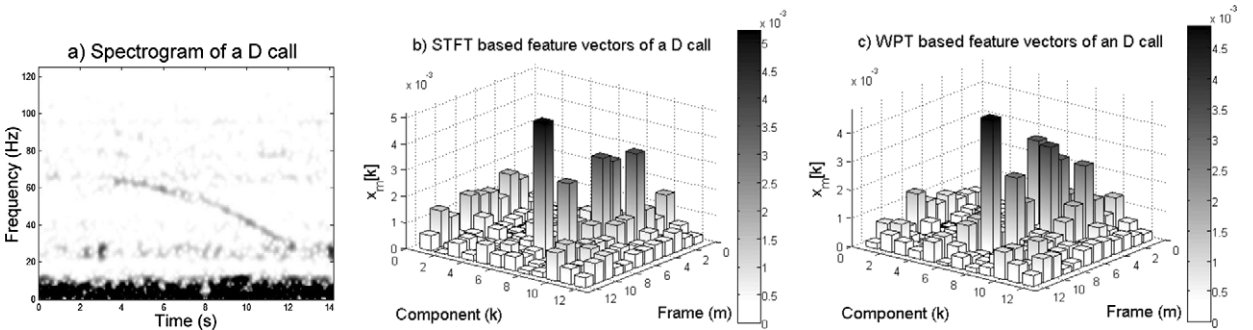 a) Spectrogram of a D call
Frequency (Hz)
120
100
80
60
40
20
0
0 2 4 6 8 10 12 14
Time (s)
b) STFT based feature vectors of a D call
x 10⁻³
x_m[k]
5
4
3
2
1
0
0 2 4 6 8 10 12
Component (k)
12 10 8 6 4 2 0
Frame (m)
x 10⁻³
5
4.5
4
3.5
3
2.5
2
1.5
1
0.5
0
c) WPT based feature vectors of an D call
x 10⁻³
x_m[k]
4
3
2
1
0
0 2 4 6 8 10 12
Component (k)
12 10 8 6 4 2 0
Frame (m)
x 10⁻³
4.5
4
3.5
3
2.5
2
1.5
1
0.5
0